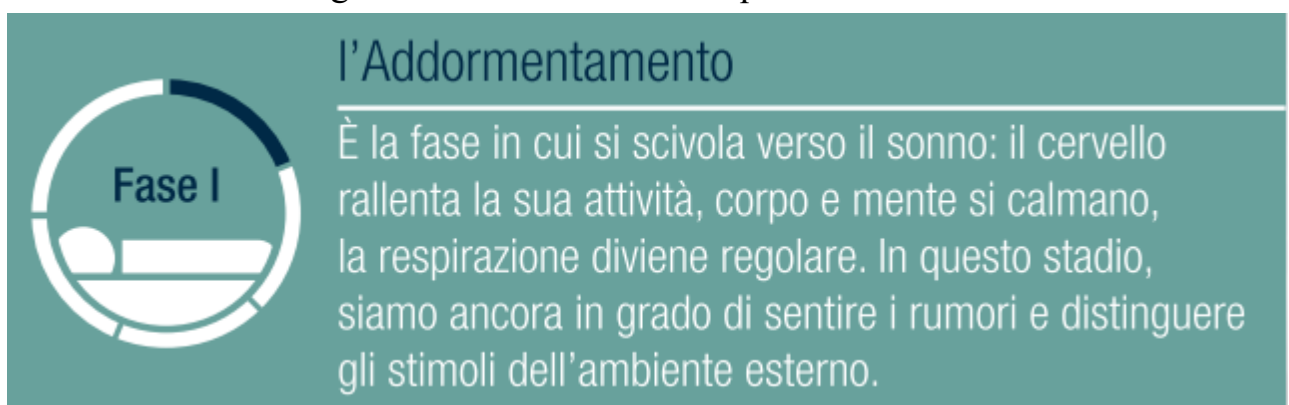 l’Addormentamento
Fase I
È la fase in cui si scivola verso il sonno: il cervello
rallenta la sua attività, corpo e mente si calmano,
la respirazione diviene regolare. In questo stadio,
siamo ancora in grado di sentire i rumori e distinguere
gli stimoli dell’ambiente esterno.